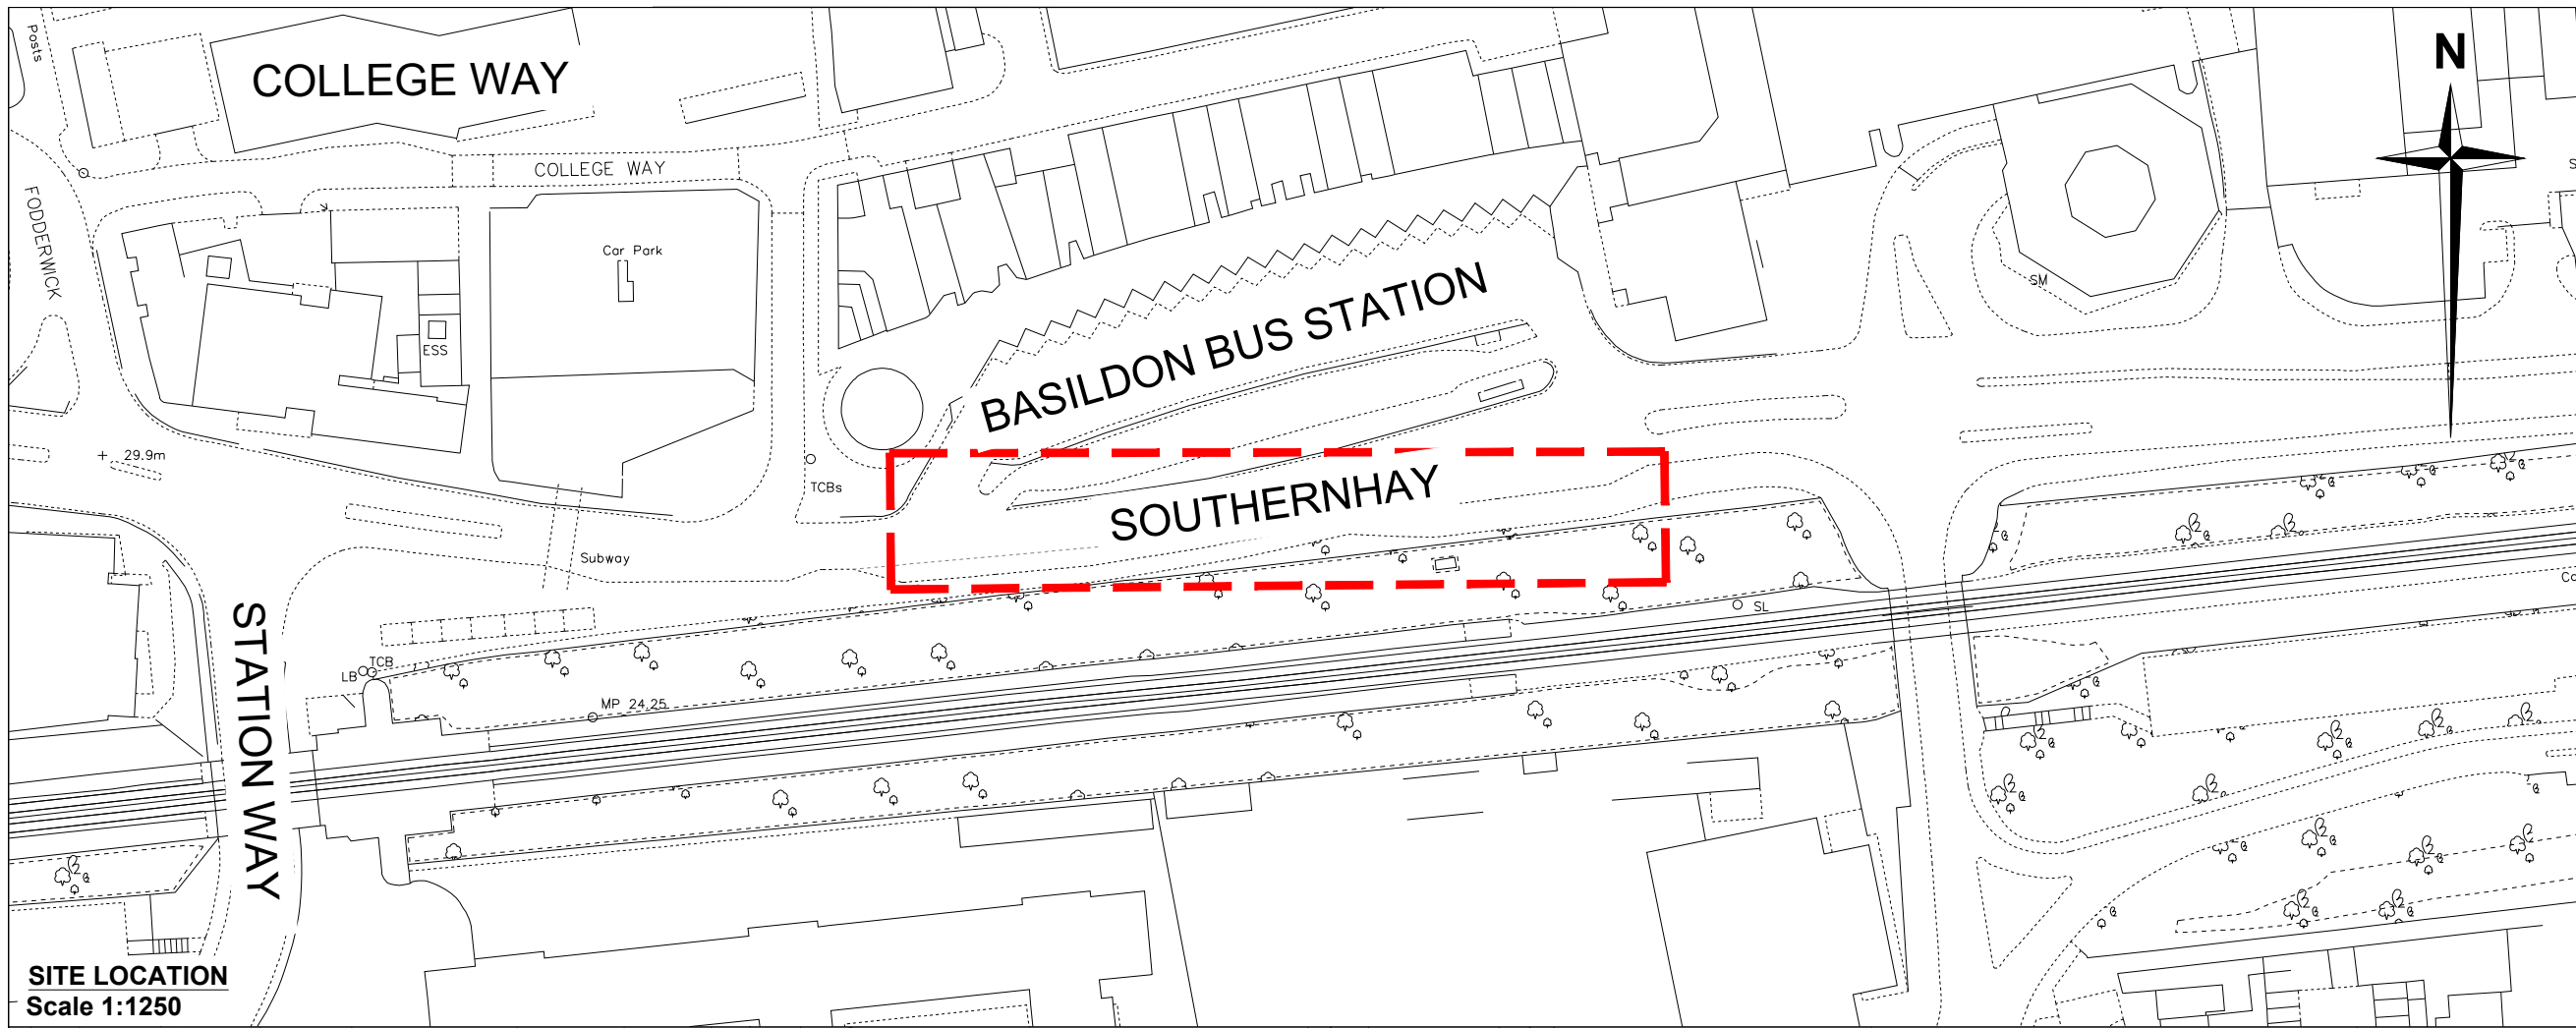 Posts
COLLEGE WAY
N
COLLEGE WAY
FODDERWICK
Car Park
SM
ESS
BASILDON BUS STATION
29.9m
TCBs
SOUTHERNHAY
Subway
STATION WAY
SL
TCB
LB
MP 24.25
SITE LOCATION
Scale 1:1250